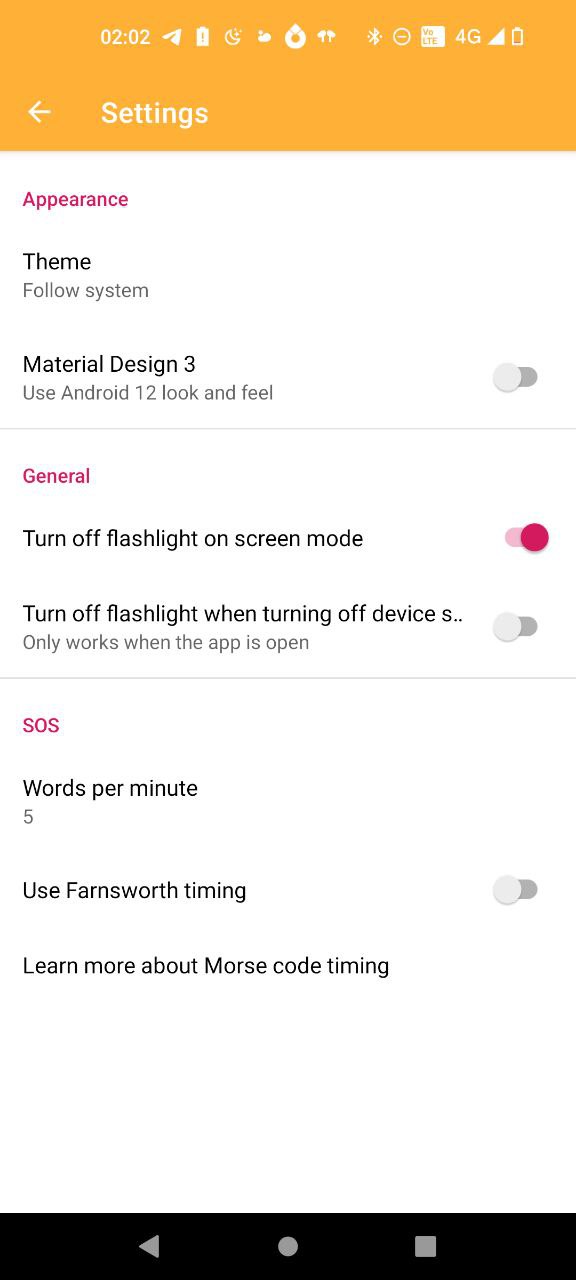 02:02
Vo
LTE
4G
Settings
Appearance
Theme
Follow system
Material Design 3
Use Android 12 look and feel
General
Turn off flashlight on screen mode
Turn off flashlight when turning off device s..
Only works when the app is open
SOS
Words per minute
5
Use Farnsworth timing
Learn more about Morse code timing